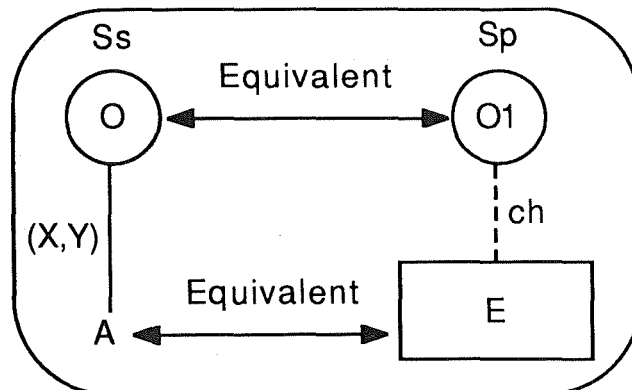 Ss
Sp
Equivalent
O
O1
(X,Y)
ch
Equivalent
A
E